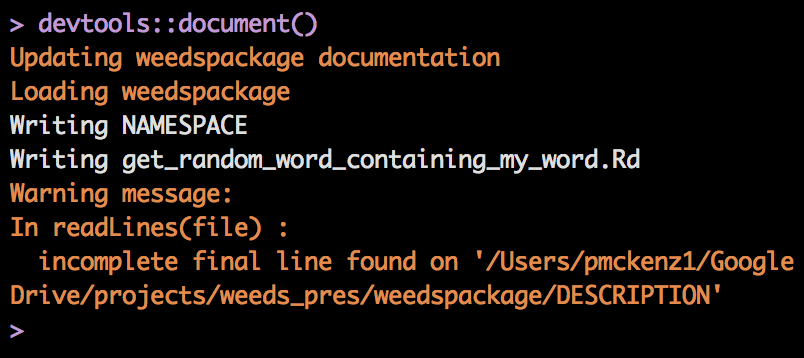 > devtools::document()
Updating weedspackage documentation
Loading weedspackage
Writing NAMESPACE
Writing get_random_word_containing_my_word.Rd
Warning message:
In readLines(file) :
  incomplete final line found on '/Users/pmckenz1/Google
Drive/projects/weeds_pres/weedspackage/DESCRIPTION'
>